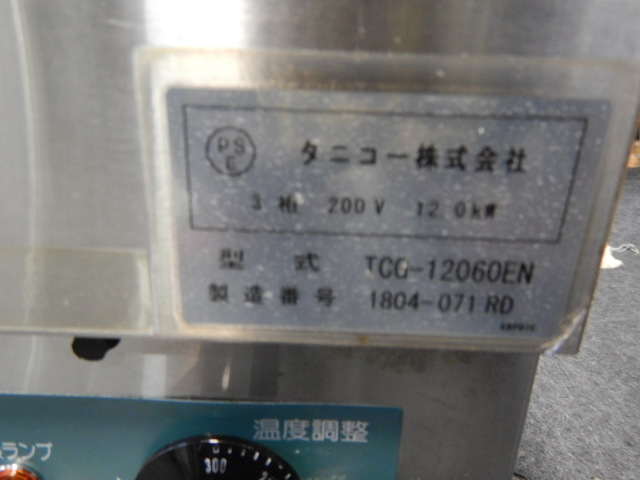 PSE タニコー株式会社
3 相 200V 12.0kW
型 式 TCG-12060EN
製造番号 1804-071RD
温度調整
ランプ
300